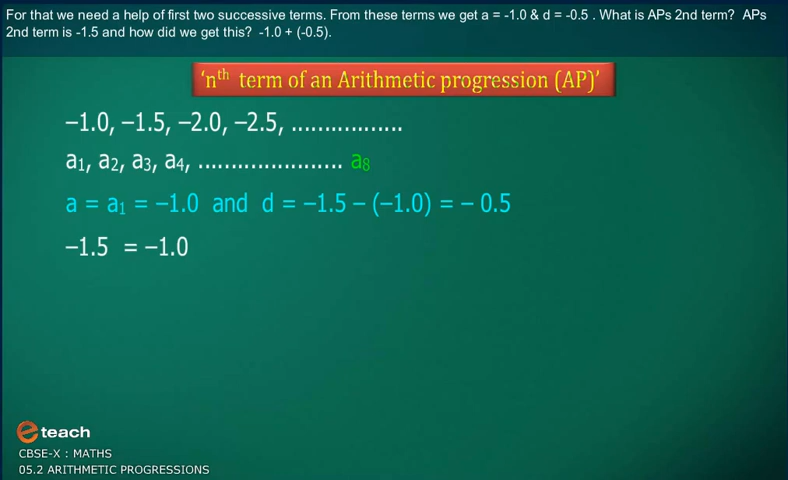 For that we need a help of first two successive terms. From these terms we get a = -1.0 & d = -0.5 . What is APs 2nd term?  APs
2nd term is -1.5 and how did we get this?  -1.0 + (-0.5).
‘nth term of an Arithmetic progression (AP)’
–1.0, –1.5, –2.0, –2.5, .................
a1, a2, a3, a4, ...................... a8
a = a1 = –1.0 and d = –1.5 – (–1.0) = – 0.5
–1.5 = –1.0
e teach
CBSE-X : MATHS
05.2 ARITHMETIC PROGRESSIONS